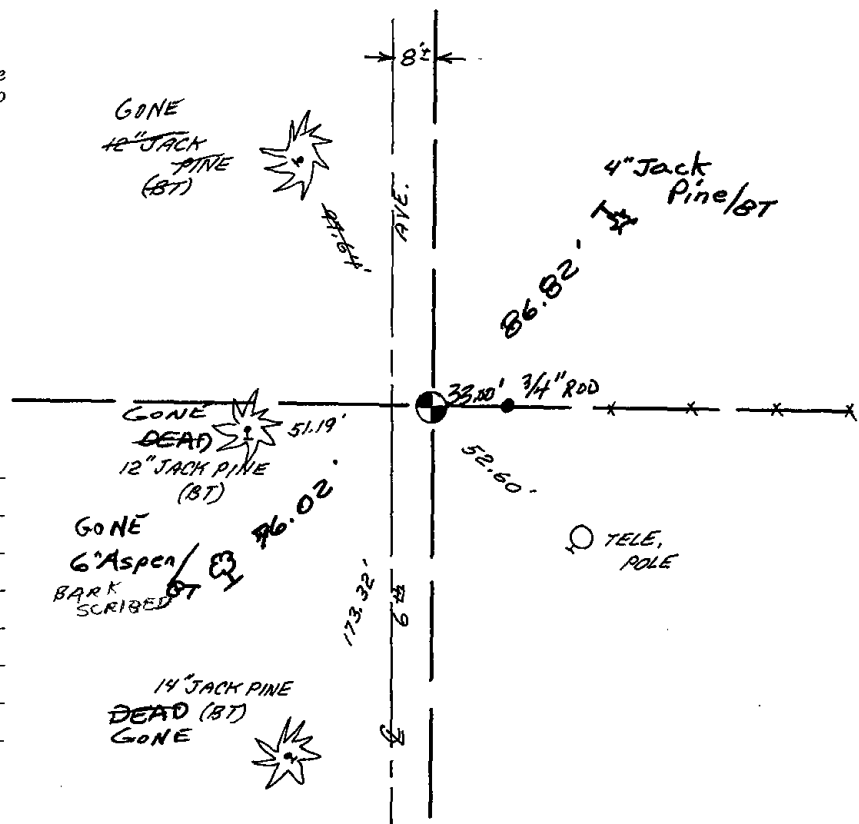 8'±
GONE
12" JACK
PINE
(BT)
4" Jack
Pine/BT
AVE.
86.82'
33.00'
3/4" ROD
GONE
DEAD
51.19'
12" JACK PINE
(BT)
52.60'
GONE
6" Aspen/
BT
BARK
SCRIBED
TELE.
POLE
173.32'
6th
14" JACK PINE
DEAD (BT)
GONE